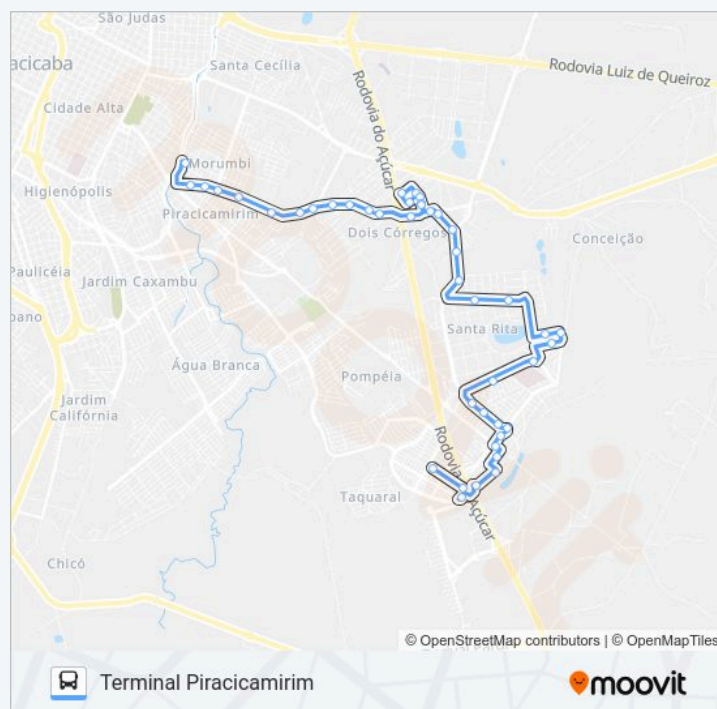 São Judas
acicaba
Santa Cecília
Rodovia Luiz de Queiroz
Cidade Alta
Rodovia do Açúcar
Morumbi
Higienópolis
Piracicamirim
Dois Córregos
Conceição
Paulicéia
Jardim Caxambu
bano
Santa Rita
Água Branca
Pompéia
Jardim
Califórnia
Rodovia
Açúcar
Taquaral
Chicó
© OpenStreetMap contributors | © OpenMapTiles
Terminal Piracicamirim
moovit